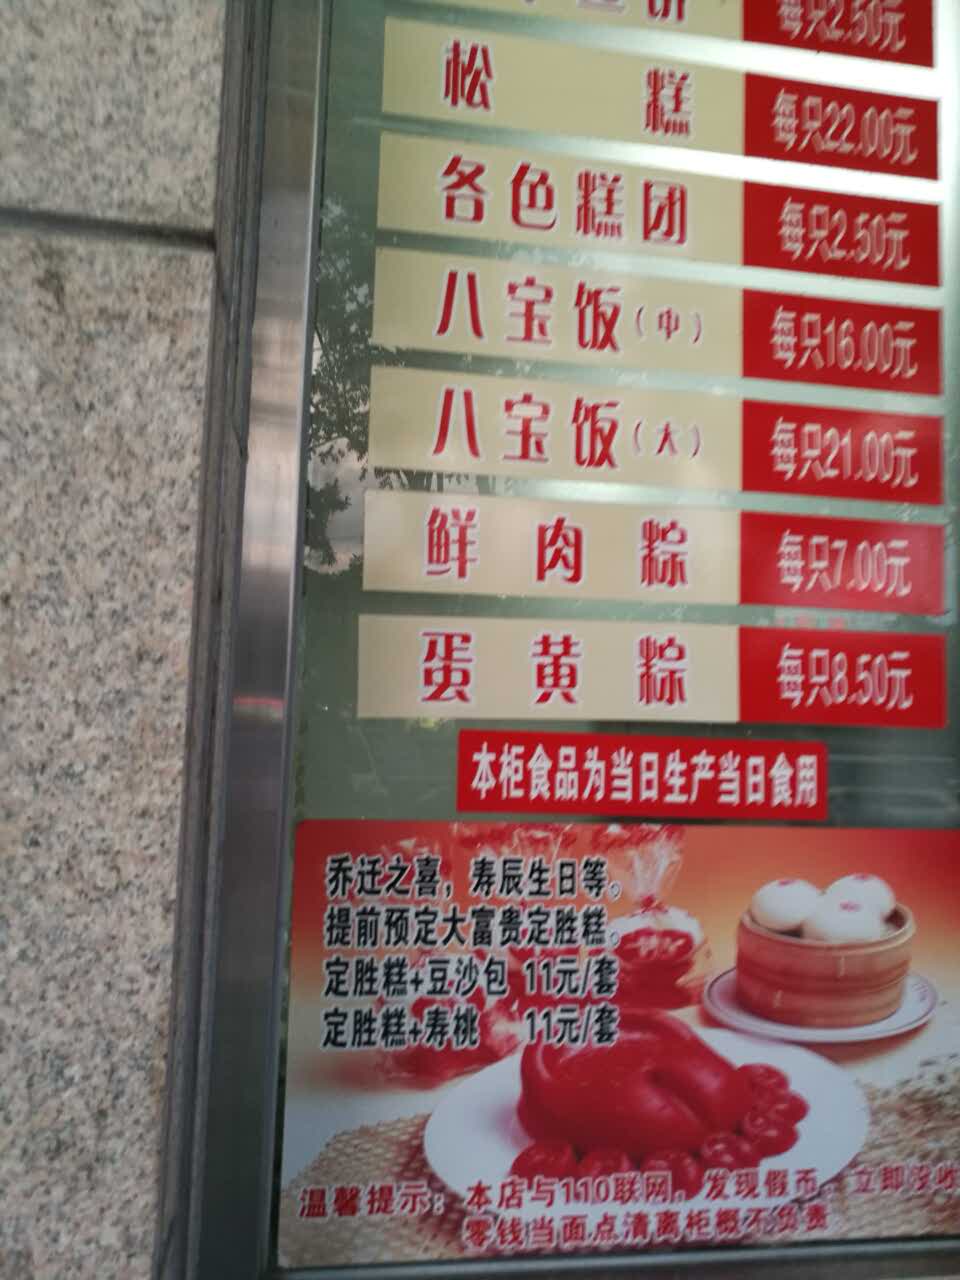 饼 每只2.50元
松糕 每只22.00元
各色糕团 每只2.50元
八宝饭(中) 每只16.00元
八宝饭(大) 每只21.00元
鲜肉粽 每只7.00元
蛋黄粽 每只8.50元
本柜食品为当日生产当日食用
乔迁之喜，寿辰生日等。
提前预定大富贵定胜糕。
定胜糕+豆沙包 11元/套
定胜糕+寿桃 11元/套
温馨提示：本店与110联网。发现假币，立即没收
零钱当面点清离柜概不负责